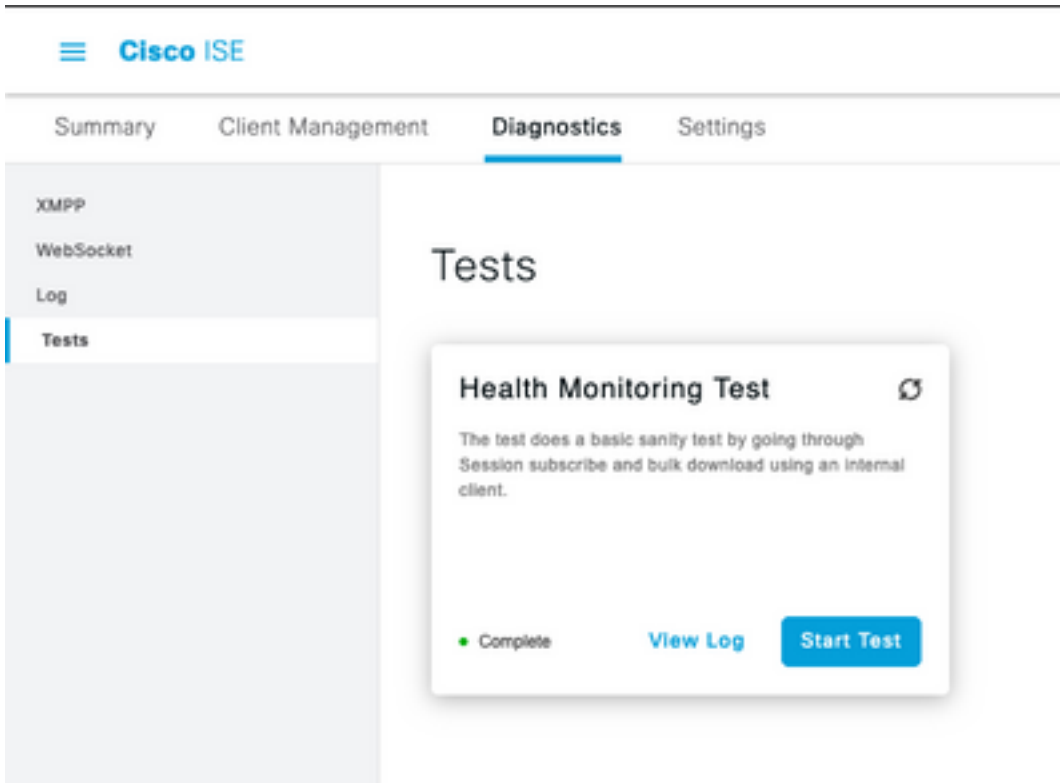 Cisco ISE
Summary Client Management Diagnostics Settings
XMPP
WebSocket
Log
Tests
Tests
Health Monitoring Test
The test does a basic sanity test by going through
Session subscribe and bulk download using an internal
client.
Complete View Log Start Test